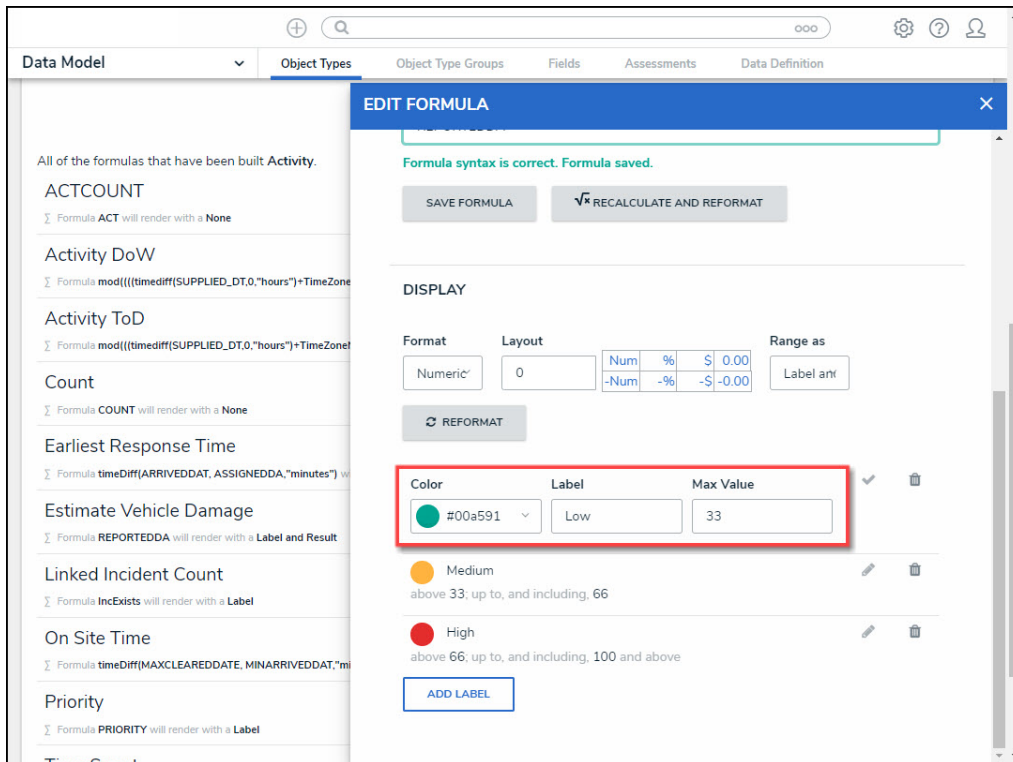 ooo
Data Model
Object Types
Object Type Groups
Fields
Assessments
Data Definition
EDIT FORMULA
All of the formulas that have been built Activity.
ACTCOUNT
∑ Formula ACT will render with a None
Activity DoW
∑ Formula mod((((timediff(SUPPLIED_DT,0,"hours")+TimeZone
Activity ToD
∑ Formula mod(((timediff(SUPPLIED_DT,0,"hours")+TimeZone
Count
∑ Formula COUNT will render with a None
Earliest Response Time
∑ Formula timeDiff(ARRIVEDDAT, ASSIGNEDDA,"minutes") w
Estimate Vehicle Damage
∑ Formula REPORTEDDA will render with a Label and Result
Linked Incident Count
∑ Formula IncExists will render with a Label
On Site Time
∑ Formula timeDiff(MAXCLEAREDDATE, MINARRIVEDDAT,"mi
Priority
∑ Formula PRIORITY will render with a Label
Formula syntax is correct. Formula saved.
SAVE FORMULA
√x RECALCULATE AND REFORMAT
DISPLAY
Format Layout Range as
Numeric 0 Label an
Num % $ 0.00
-Num -% -$ -0.00
REFORMAT
Color Label Max Value
#00a591 Low 33
Medium
above 33; up to, and including, 66
High
above 66; up to, and including, 100 and above
ADD LABEL